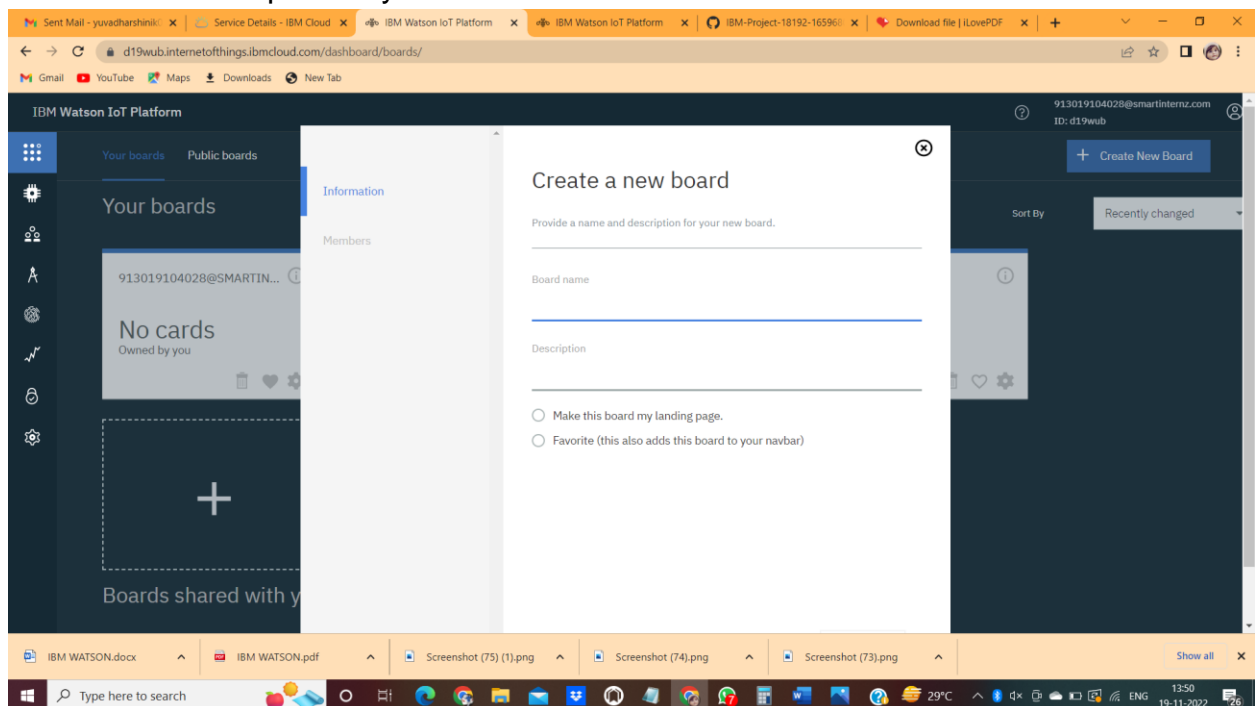 Sent Mail - yuvadharshinik
Service Details - IBM Cloud
IBM Watson IoT Platform
IBM Watson IoT Platform
IBM-Project-18192-165968
Download file | iLovePDF
d19wub.internetofthings.ibmcloud.com/dashboard/boards/
Gmail
YouTube
Maps
Downloads
New Tab
IBM Watson IoT Platform
913019104028@smartinternz.com
ID: d19wub
Your boards
Public boards
+ Create New Board
Your boards
Sort By
Recently changed
913019104028@SMARTIN...
No cards
Owned by you
Boards shared with y
Information
Members
Create a new board
Provide a name and description for your new board.
Board name
Description
Make this board my landing page.
Favorite (this also adds this board to your navbar)
IBM WATSON.docx
IBM WATSON.pdf
Screenshot (75) (1).png
Screenshot (74).png
Screenshot (73).png
Show all
Type here to search
29°C
ENG
13:50
19-11-2022
26